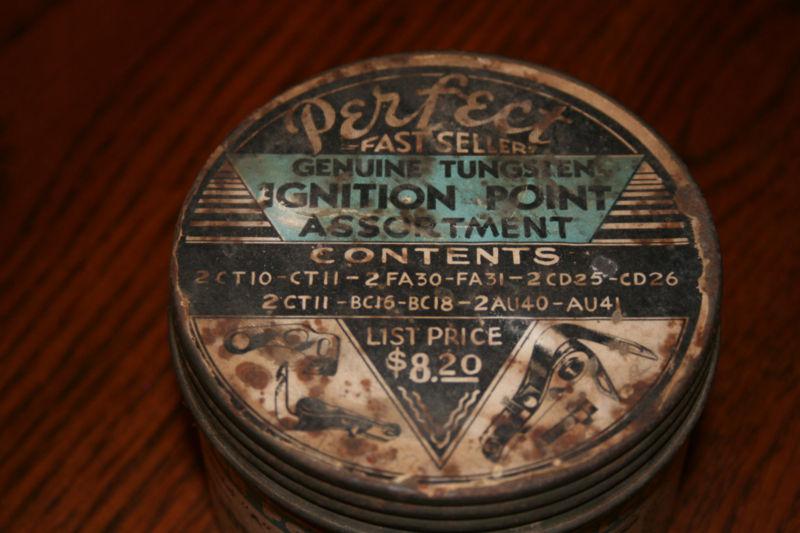 Perfect
FAST SELLER
GENUINE TUNGSTEN
IGNITION POINT
ASSORTMENT
CONTENTS
2CT10-CT11-2FA30-FA31-2CD25-CD26
2CT11-BC16-BC18-2AU40-AU41
LIST PRICE
$8.20